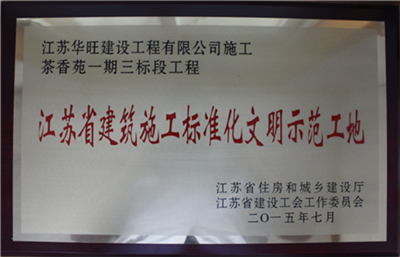 江苏华旺建设工程有限公司施工
茶香苑一期三标段工程
江苏省建筑施工标准化文明示范工地
江苏省住房和城乡建设厅
江苏省建设工会工作委员会
二〇一五年七月